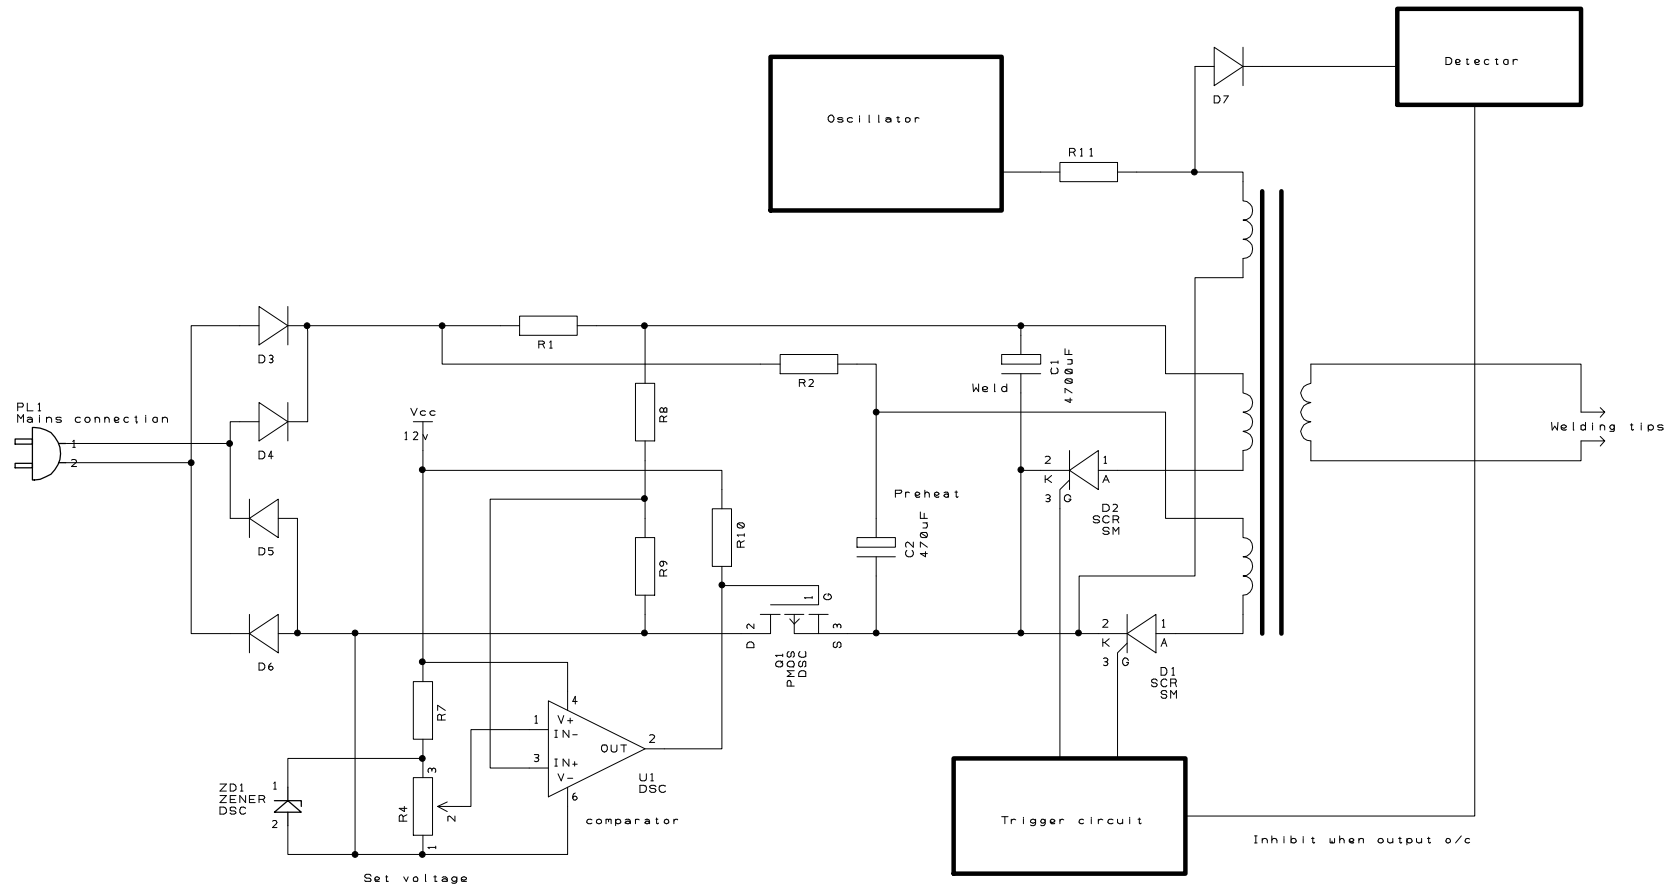 Detector
D7
Oscillator
R11
D3
R1
R2
C1
4700uF
Weld
PL1
Mains connection
1
2
D4
Vcc
12v
R8
Welding tips
2
K
3
G
1
A
D2
SCR
SM
Preheat
C2
470uF
D5
R10
R9
D6
D
2
1
G
S
3
Q1
PMOS
DSC
2
K
3
G
1
A
D1
SCR
SM
R7
4
1
V+
IN-
OUT
2
3
IN+
V-
6
U1
DSC
comparator
ZD1
ZENER
DSC
1
2
3
R4
2
1
Set voltage
Trigger circuit
Inhibit when output o/c